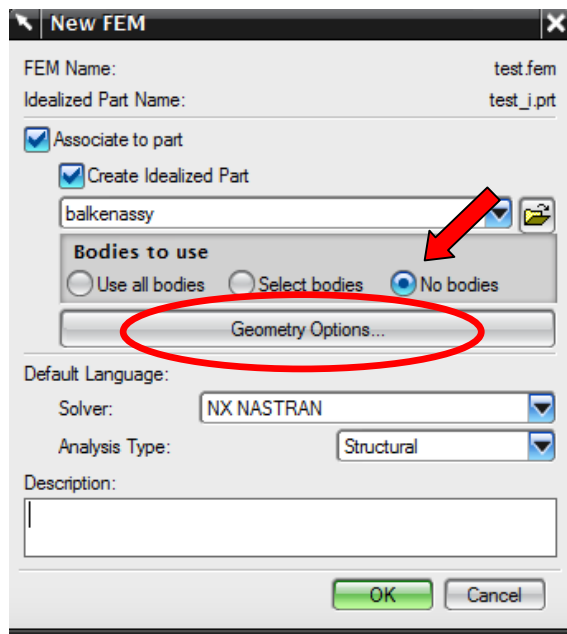 New FEM
FEM Name: test.fem
Idealized Part Name: test_i.prt
Associate to part
Create Idealized Part
balkenassy
Bodies to use
Use all bodies Select bodies No bodies
Geometry Options...
Default Language:
Solver: NX NASTRAN
Analysis Type: Structural
Description:
OK Cancel